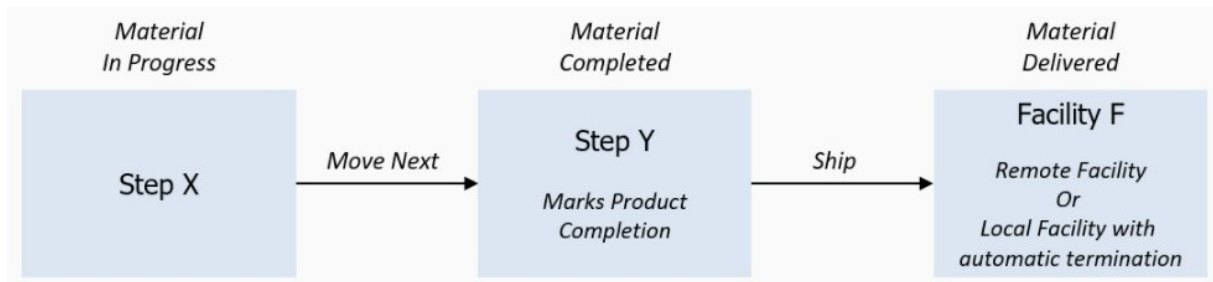 Material
In Progress
Material
Completed
Material
Delivered
Step X
Move Next
Step Y
Marks Product
Completion
Ship
Facility F
Remote Facility
Or
Local Facility with
automatic termination